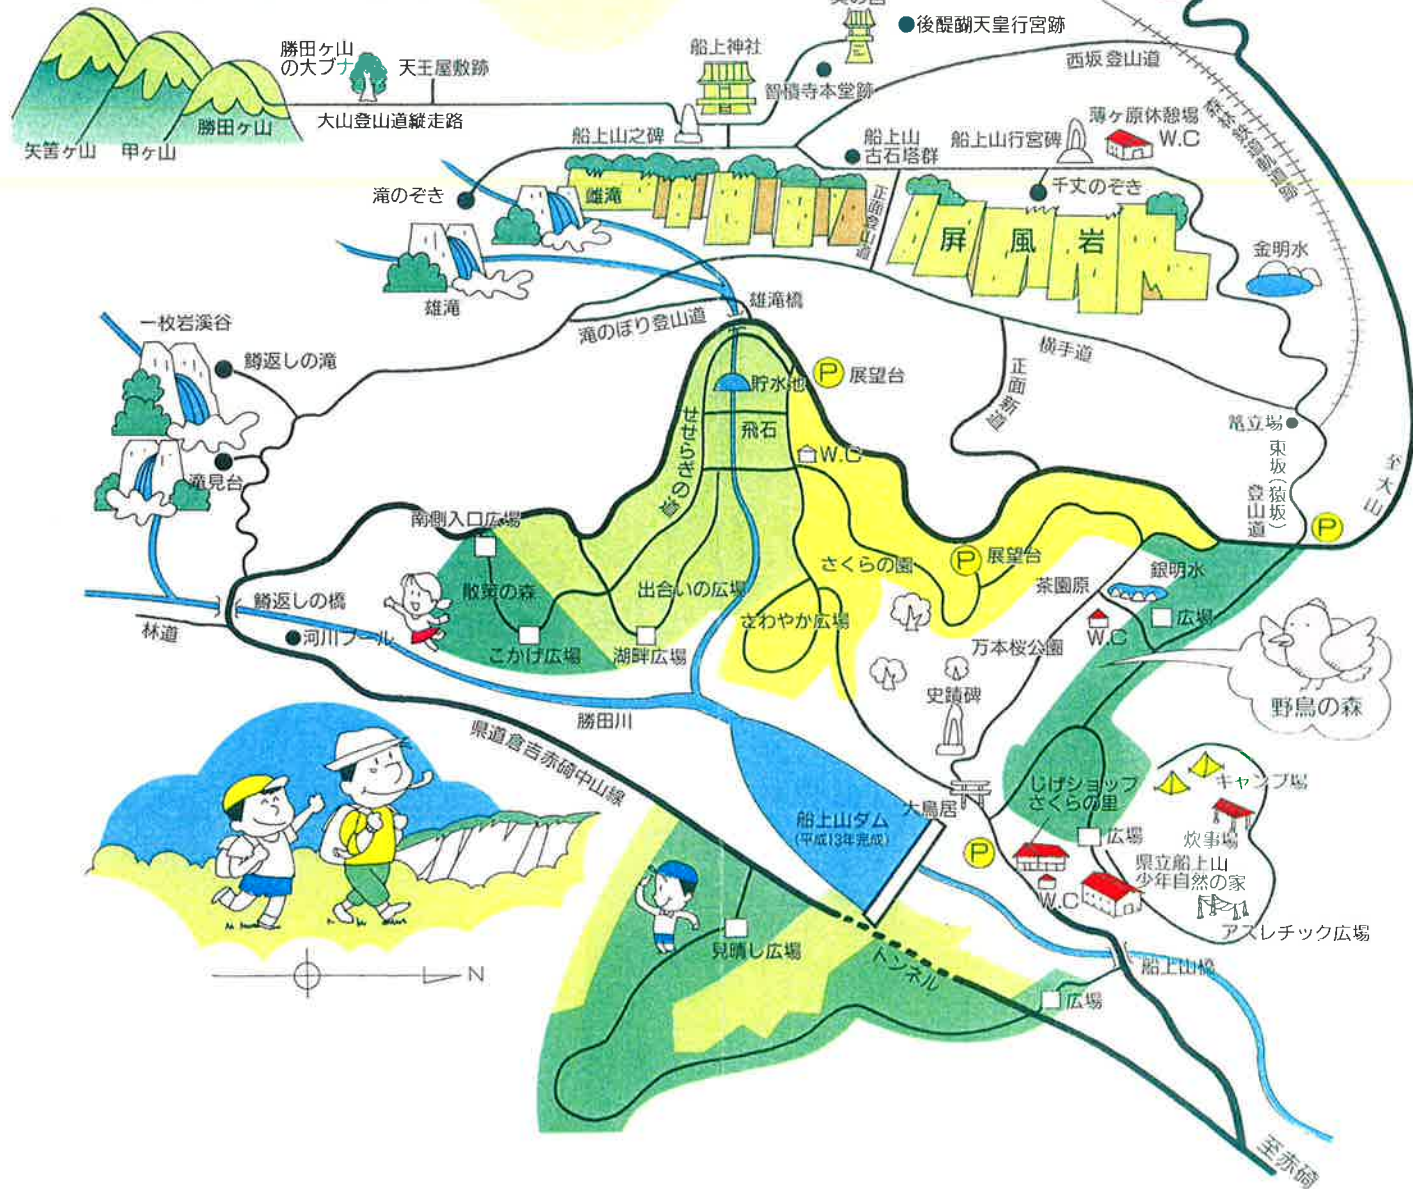 後醍醐天皇行宮跡
船上神社
勝田ヶ山
の大ブナ
天王屋敷跡
西坂登山道
智積寺本堂跡
森林鉄道軌道跡
薄ヶ原休憩場
W.C
勝田ヶ山
大山登山道縦走路
矢筈ヶ山
甲ヶ山
船上山之碑
船上山
古石塔群
船上山行宮碑
滝のぞき
雌滝
正面登山道
千丈のぞき
屏風岩
金明水
雄滝
雄滝橋
滝のぼり登山道
一枚岩渓谷
鱒返しの滝
横手道
正面新道
P
展望台
貯水池
せせらぎの道
飛石
W.C
篭立場
東坂(猿坂)
登山道
至大山
P
滝見台
南側入口広場
さくらの園
P
展望台
銀明水
茶園原
広場
W.C
散策の森
出合いの広場
さわやか広場
鱒返しの橋
林道
河川プール
こかげ広場
湖畔広場
万本桜公園
史蹟碑
野鳥の森
勝田川
県道倉吉赤碕中山線
じげショップ
さくらの里
キャンプ場
船上山ダム
(平成13年完成)
大鳥居
P
広場
炊事場
県立船上山
少年自然の家
W.C
アスレチック広場
見晴し広場
トンネル
船上山橋
N
広場
至赤碕